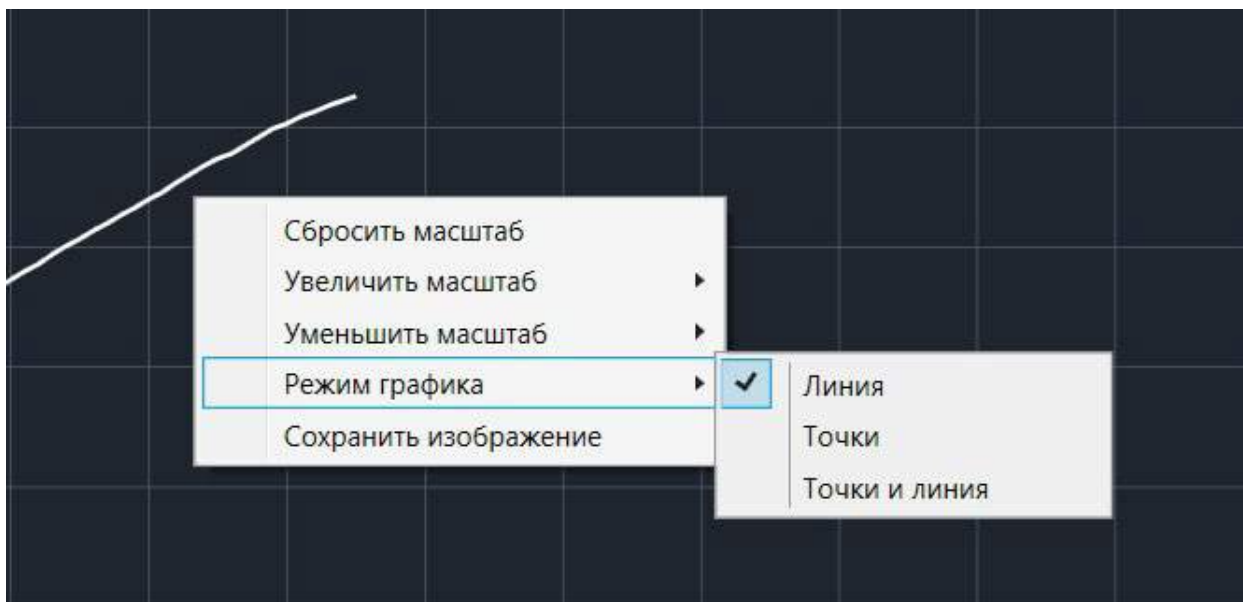 Сбросить масштаб
Увеличить масштаб
Уменьшить масштаб
Режим графика
Сохранить изображение
Линия
Точки
Точки и линия